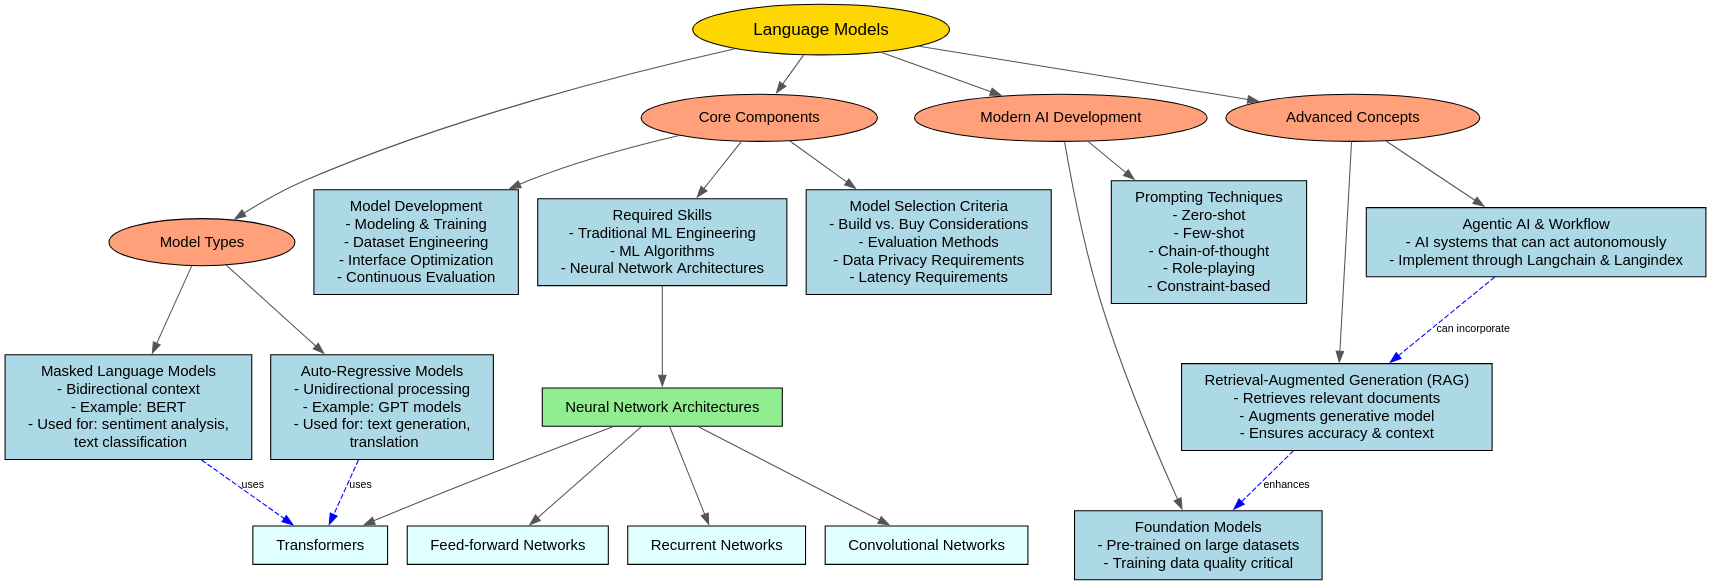 Language Models
Core Components
Modern AI Development
Advanced Concepts
Model Types
Model Development
- Modeling & Training
- Dataset Engineering
- Interface Optimization
- Continuous Evaluation
Required Skills
- Traditional ML Engineering
- ML Algorithms
- Neural Network Architectures
Model Selection Criteria
- Build vs. Buy Considerations
- Evaluation Methods
- Data Privacy Requirements
- Latency Requirements
Prompting Techniques
- Zero-shot
- Few-shot
- Chain-of-thought
- Role-playing
- Constraint-based
Agentic AI & Workflow
- AI systems that can act autonomously
- Implement through Langchain & Langindex
can incorporate
Masked Language Models
- Bidirectional context
- Example: BERT
- Used for: sentiment analysis,
text classification
Auto-Regressive Models
- Unidirectional processing
- Example: GPT models
- Used for: text generation,
translation
Neural Network Architectures
Retrieval-Augmented Generation (RAG)
- Retrieves relevant documents
- Augments generative model
- Ensures accuracy & context
uses
uses
enhances
Transformers
Feed-forward Networks
Recurrent Networks
Convolutional Networks
Foundation Models
- Pre-trained on large datasets
- Training data quality critical